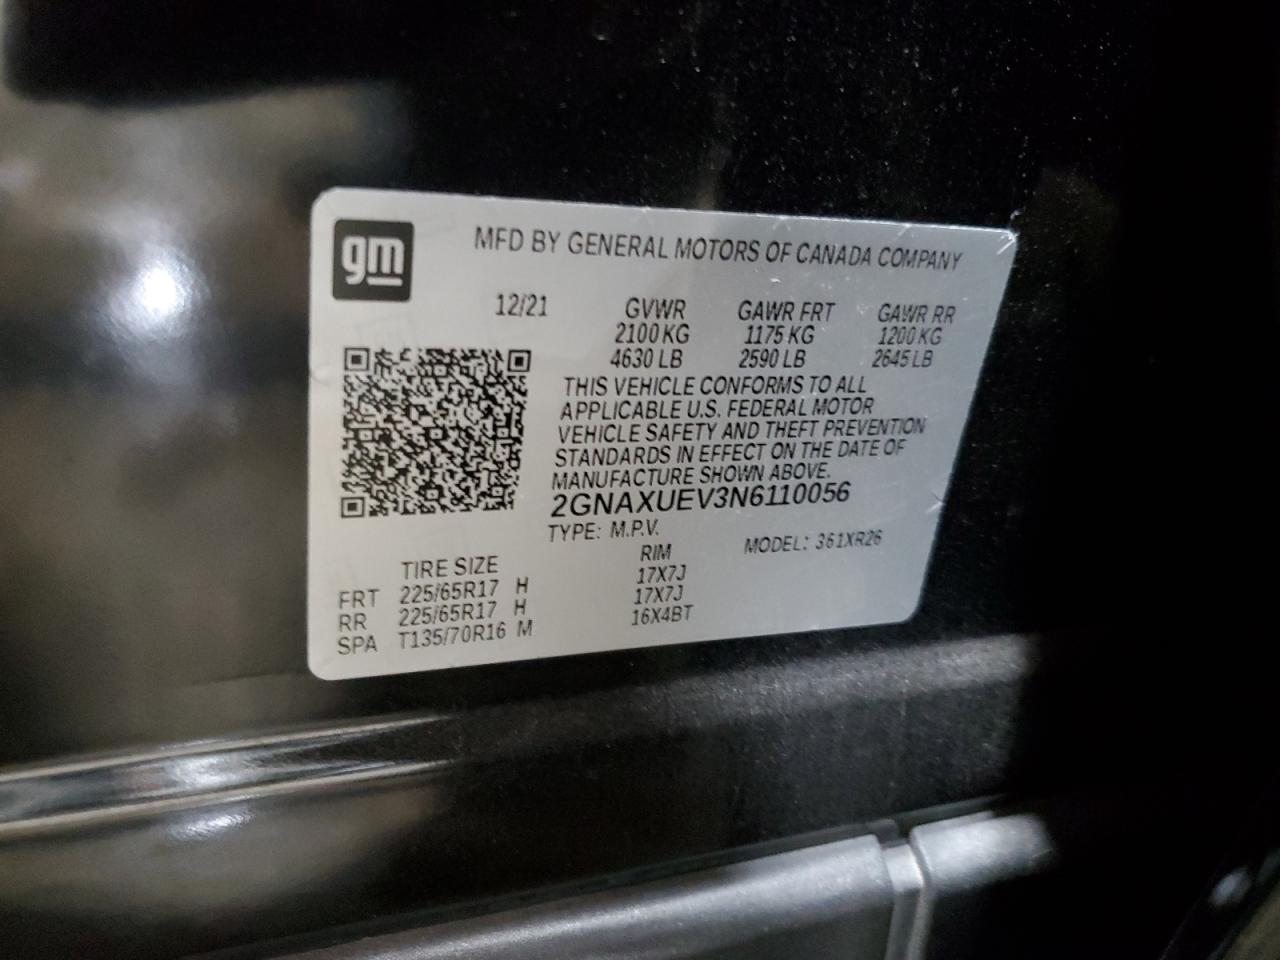 gm
MFD BY GENERAL MOTORS OF CANADA COMPANY
12/21 GVWR GAWR FRT GAWR RR
2100 KG 1175 KG 1200 KG
4630 LB 2590 LB 2645 LB
THIS VEHICLE CONFORMS TO ALL
APPLICABLE U.S. FEDERAL MOTOR
VEHICLE SAFETY AND THEFT PREVENTION
STANDARDS IN EFFECT ON THE DATE OF
MANUFACTURE SHOWN ABOVE.
2GNAXUEV3N6110056
TYPE: M.P.V. MODEL: 361XR26
TIRE SIZE RIM
FRT 225/65R17 H 17X7J
RR 225/65R17 H 17X7J
SPA T135/70R16 M 16X4BT